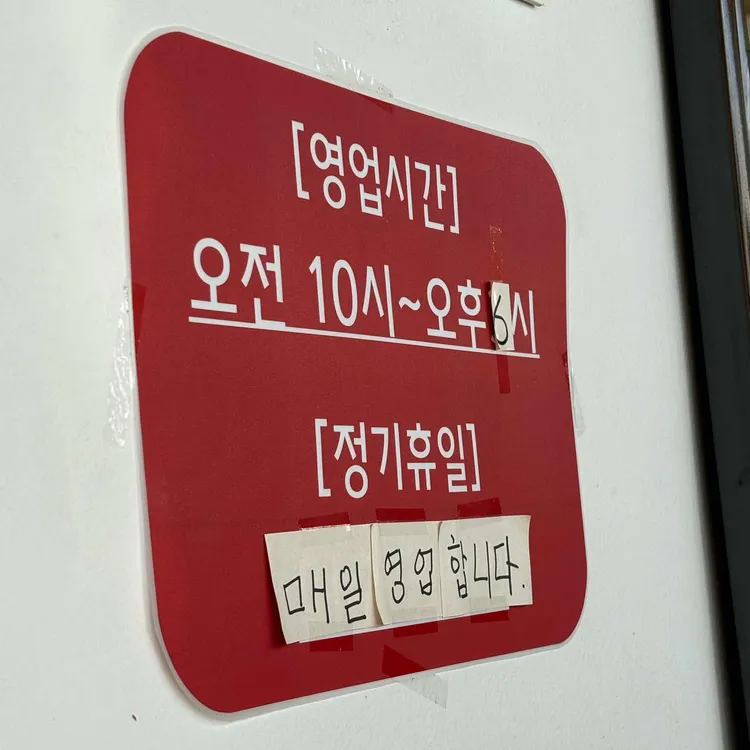 [영업시간]
오전 10시~오후6시
[정기휴일]
매일 영업 합니다.